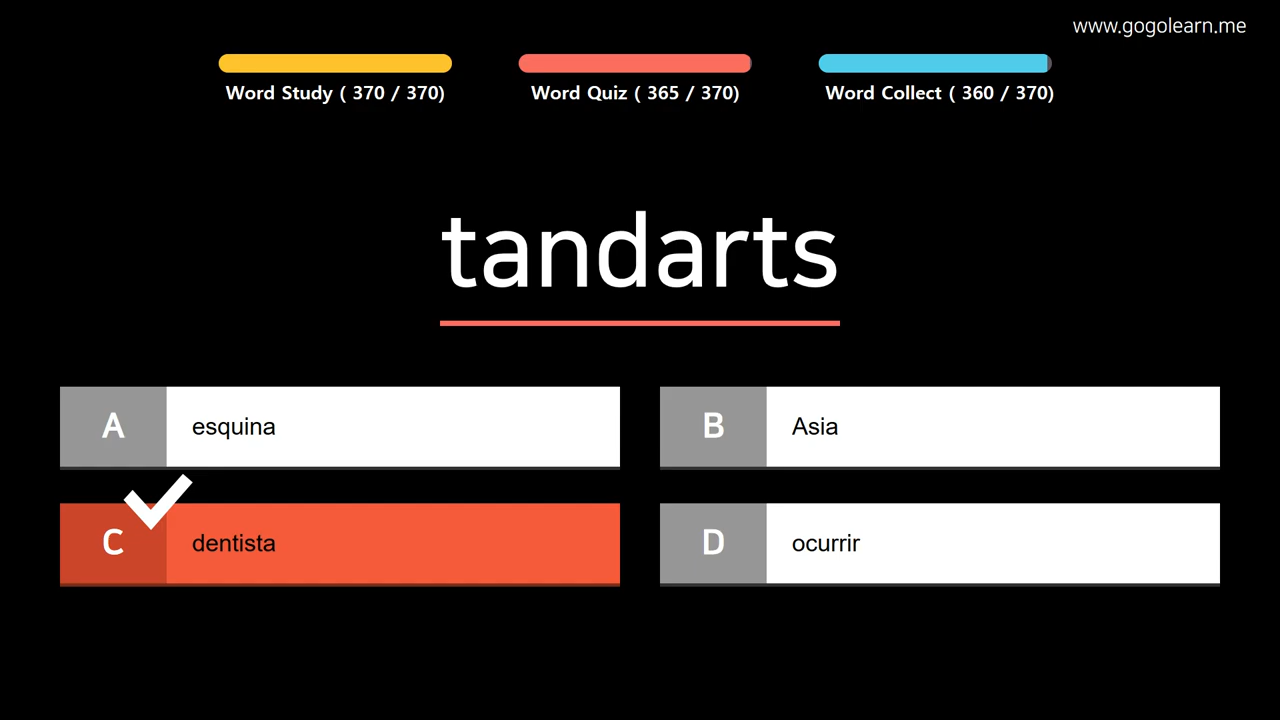 www.gogolearn.me
Word Study ( 370 / 370)
Word Quiz ( 365 / 370)
Word Collect ( 360 / 370)
tandarts
A esquina
B Asia
C dentista
D ocurrir